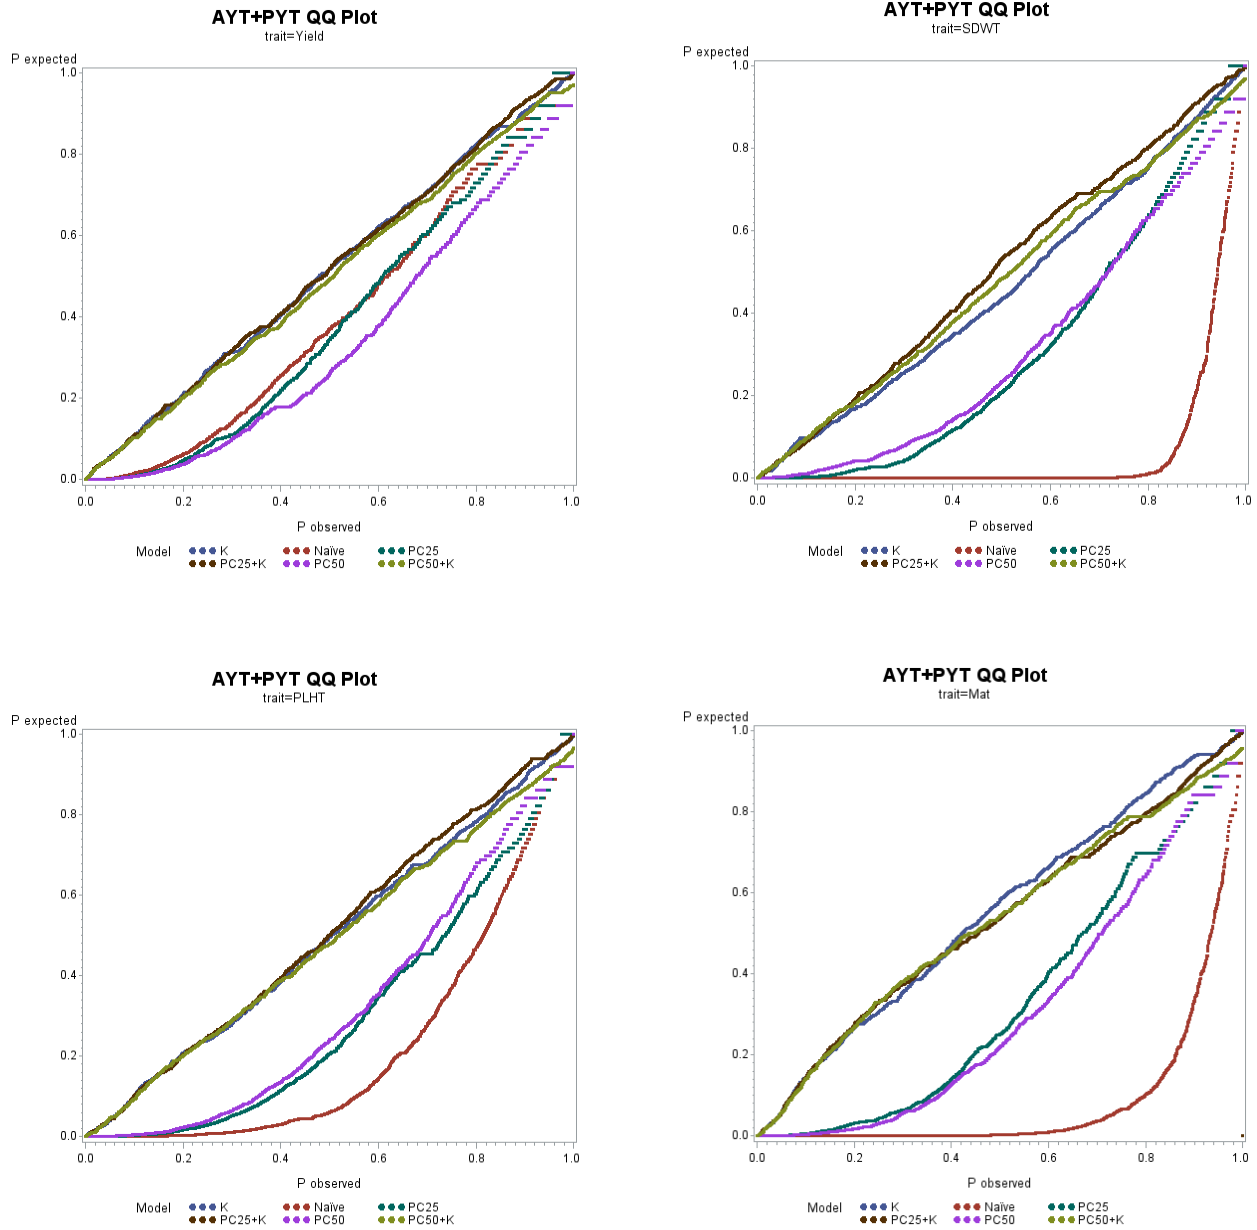 AYT+PYT QQ Plot
trait=Yield
P expected
1.0
0.8
0.6
0.4
0.2
0.0
0.0 0.2 0.4 0.6 0.8 1.0
P observed
Model K Naïve PC25
PC25+K PC50 PC50+K
AYT+PYT QQ Plot
trait=SDWT
P expected
1.0
0.8
0.6
0.4
0.2
0.0
0.0 0.2 0.4 0.6 0.8 1.0
P observed
Model K Naïve PC25
PC25+K PC50 PC50+K
AYT+PYT QQ Plot
trait=PLHT
P expected
1.0
0.8
0.6
0.4
0.2
0.0
0.0 0.2 0.4 0.6 0.8 1.0
P observed
Model K Naïve PC25
PC25+K PC50 PC50+K
AYT+PYT QQ Plot
trait=Mat
P expected
1.0
0.8
0.6
0.4
0.2
0.0
0.0 0.2 0.4 0.6 0.8 1.0
P observed
Model K Naïve PC25
PC25+K PC50 PC50+K